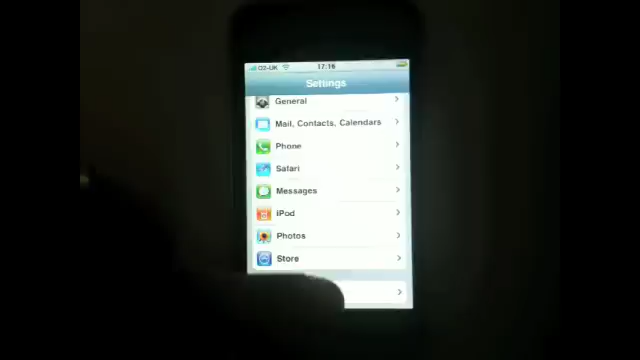 O2-UK 17:16
Settings
General
Mail, Contacts, Calendars
Phone
Safari
Messages
iPod
Photos
Store